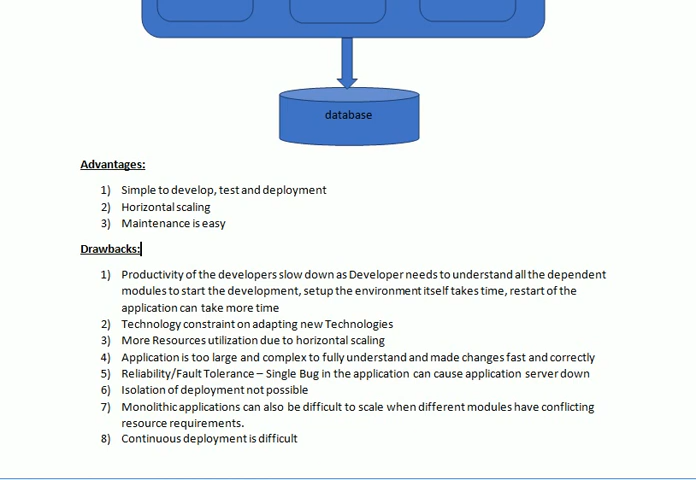 database
Advantages:
1) Simple to develop, test and deployment
2) Horizontal scaling
3) Maintenance is easy
Drawbacks:
1) Productivity of the developers slow down as Developer needs to understand all the dependent
modules to start the development, setup the environment itself takes time, restart of the
application can take more time
2) Technology constraint on adapting new Technologies
3) More Resources utilization due to horizontal scaling
4) Application is too large and complex to fully understand and made changes fast and correctly
5) Reliability/Fault Tolerance – Single Bug in the application can cause application server down
6) Isolation of deployment not possible
7) Monolithic applications can also be difficult to scale when different modules have conflicting
resource requirements.
8) Continuous deployment is difficult